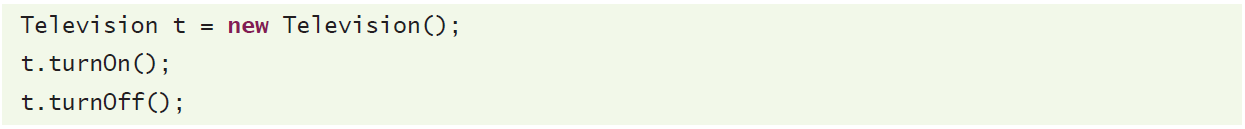 Television t = new Television();
t.turnOn();
t.turnOff();